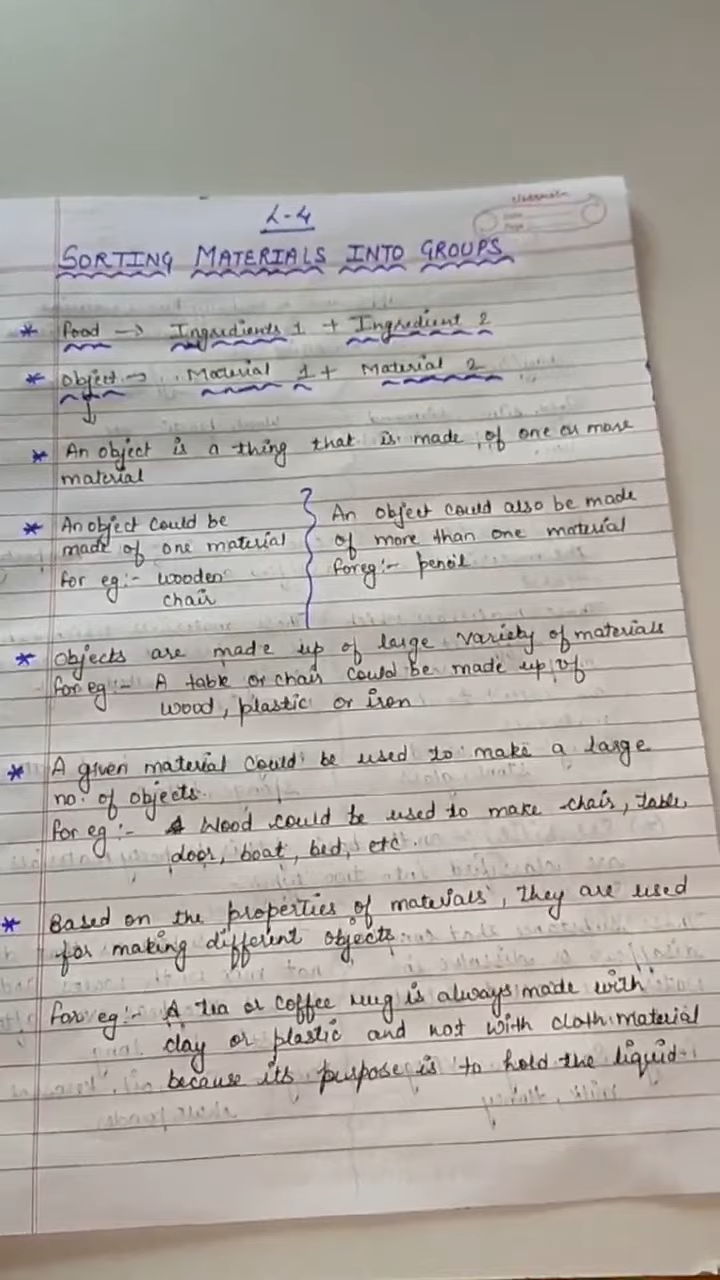 L-4
SORTING MATERIALS INTO GROUPS
* Food → Ingredients 1 + Ingredient 2
* Object → Material 1 + Material 2
* An object is a thing that is made of one or more
material
* An object could be
made of one material
for eg:- wooden
chair
An object could also be made
of more than one material
for eg:- pencil
* Objects are made up of large variety of materials
for eg:- A table or chair could be made up of
wood, plastic or iron
* A given material could be used to make a large
no. of objects.
for eg:- Wood could be used to make chair, table,
door, boat, bed, etc.
* Based on the properties of materials, they are used
for making different objects
for eg:- A tea or coffee mug is always made with
clay or plastic and not with cloth material
because its purpose is to hold the liquid.